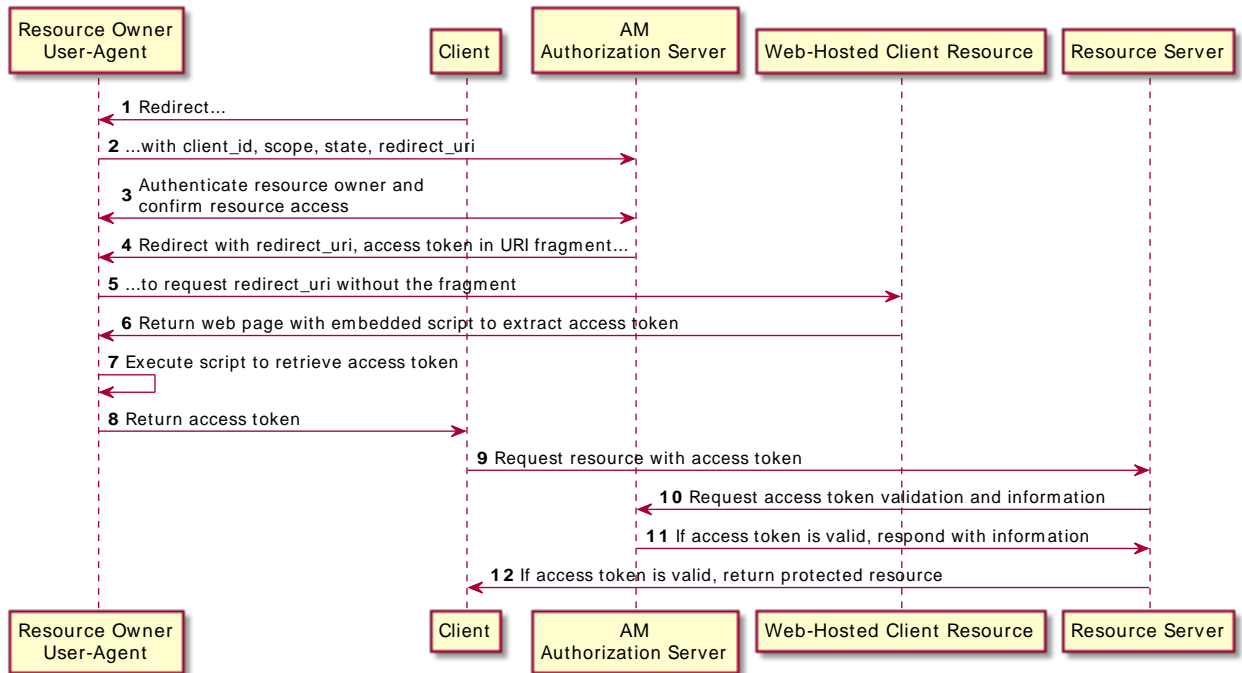 Resource Owner
User-Agent
Client
AM
Authorization Server
Web-Hosted Client Resource
Resource Server
1 Redirect...
2 ...with client_id, scope, state, redirect_uri
3 Authenticate resource owner and
confirm resource access
4 Redirect with redirect_uri, access token in URI fragment...
5 ...to request redirect_uri without the fragment
6 Return web page with embedded script to extract access token
7 Execute script to retrieve access token
8 Return access token
9 Request resource with access token
10 Request access token validation and information
11 If access token is valid, respond with information
12 If access token is valid, return protected resource
Resource Owner
User-Agent
Client
AM
Authorization Server
Web-Hosted Client Resource
Resource Server